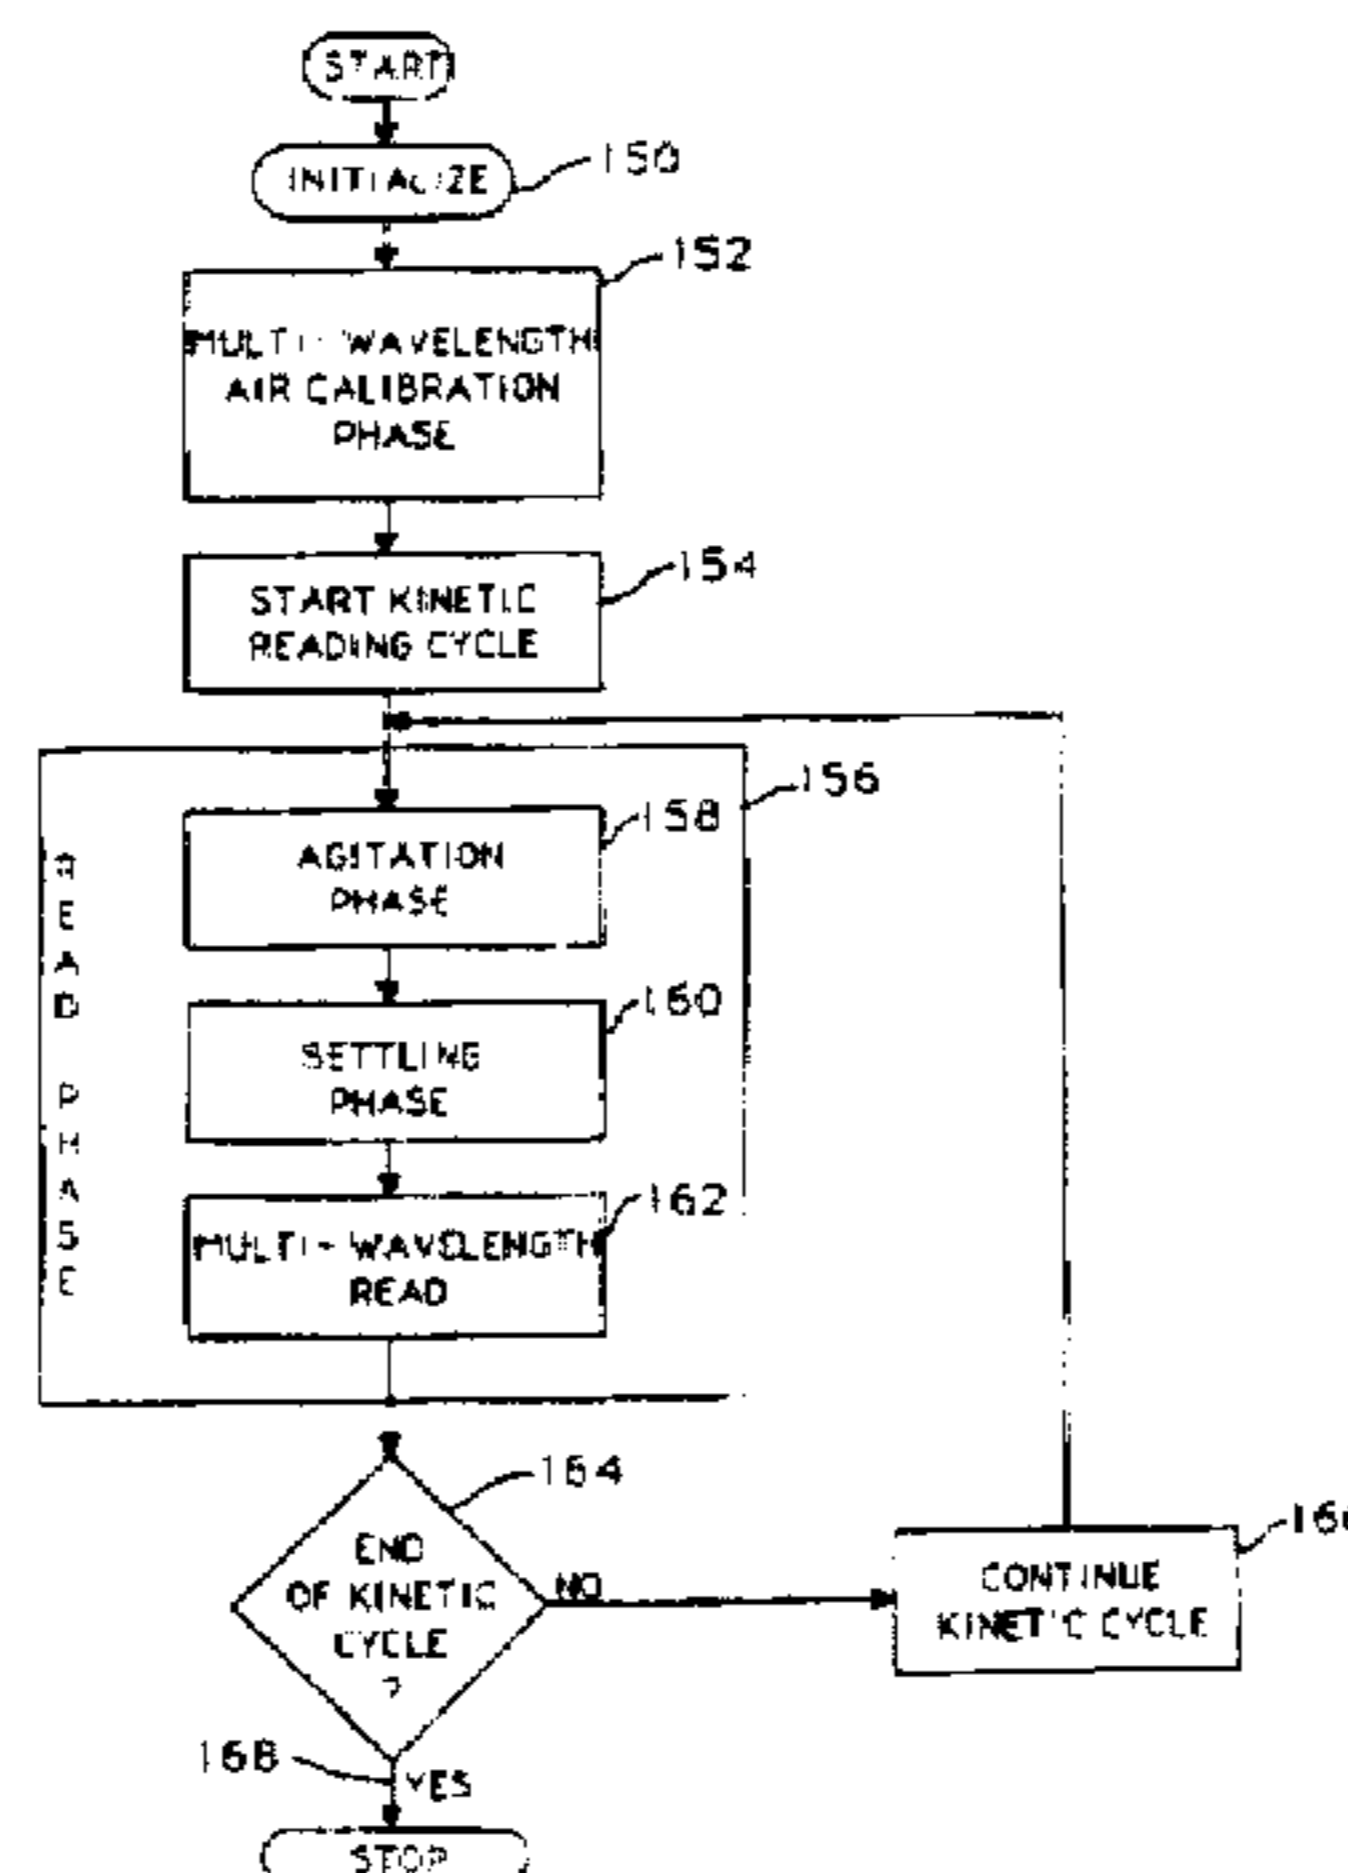 START
INITIALIZE
150
152
MULTI- WAVELENGTH
AIR CALIBRATION
PHASE
154
START KINETIC
READING CYCLE
156
158
AGITATION
PHASE
READ PHASE
160
SETTLING
PHASE
162
MULTI- WAVELENGTH
READ
164
END
OF KINETIC
CYCLE
?
NO
CONTINUE
KINETIC CYCLE
168
YES
STOP